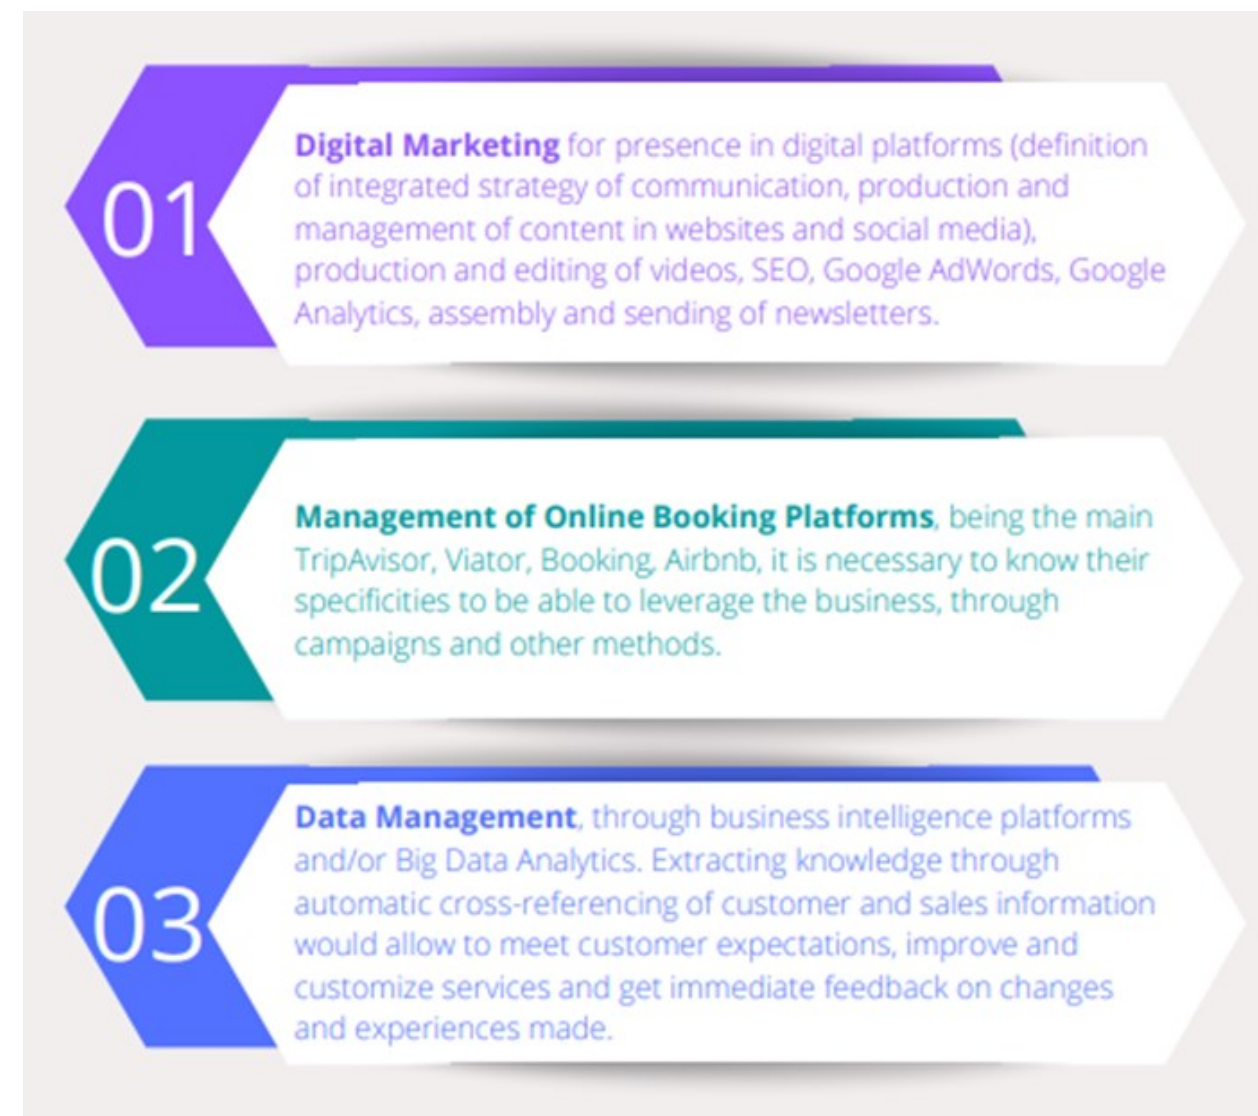 01
Digital Marketing for presence in digital platforms (definition
of integrated strategy of communication, production and
management of content in websites and social media),
production and editing of videos, SEO, Google AdWords, Google
Analytics, assembly and sending of newsletters.
02
Management of Online Booking Platforms, being the main
TripAvisor, Viator, Booking, Airbnb, it is necessary to know their
specificities to be able to leverage the business, through
campaigns and other methods.
03
Data Management, through business intelligence platforms
and/or Big Data Analytics. Extracting knowledge through
automatic cross-referencing of customer and sales information
would allow to meet customer expectations, improve and
customize services and get immediate feedback on changes
and experiences made.